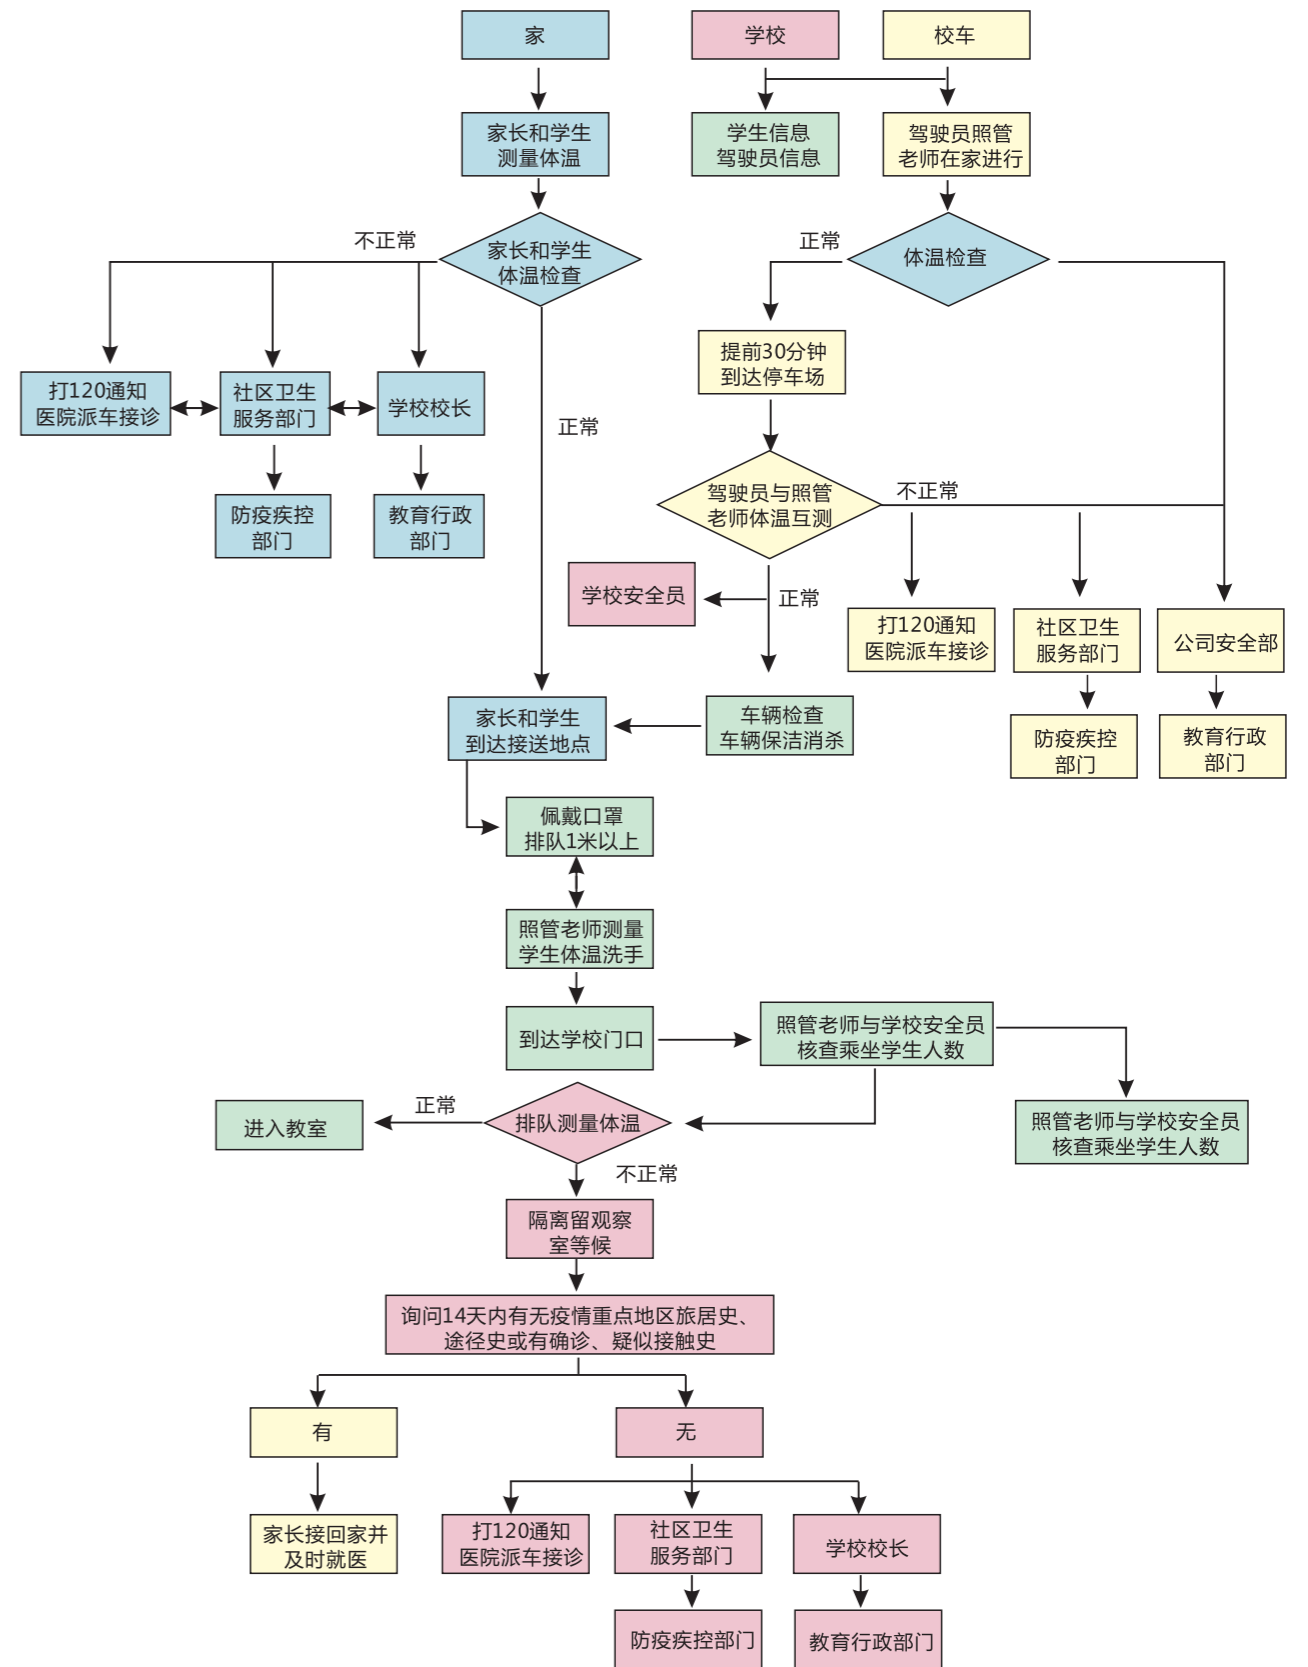 家
学校
校车
家长和学生
测量体温
学生信息
驾驶员信息
驾驶员照管
老师在家进行
不正常
家长和学生
体温检查
正常
体温检查
打120通知
医院派车接诊
社区卫生
服务部门
学校校长
提前30分钟
到达停车场
正常
防疫疾控
部门
教育行政
部门
驾驶员与照管
老师体温互测
不正常
学校安全员
正常
打120通知
医院派车接诊
社区卫生
服务部门
公司安全部
家长和学生
到达接送地点
车辆检查
车辆保洁消杀
防疫疾控
部门
教育行政
部门
佩戴口罩
排队1米以上
照管老师测量
学生体温洗手
到达学校门口
照管老师与学校安全员
核查乘坐学生人数
进入教室
正常
排队测量体温
照管老师与学校安全员
核查乘坐学生人数
不正常
隔离留观察
室等候
询问14天内有无疫情重点地区旅居史、
途径史或有确诊、疑似接触史
有
无
家长接回家并
及时就医
打120通知
医院派车接诊
社区卫生
服务部门
学校校长
防疫疾控部门
教育行政部门